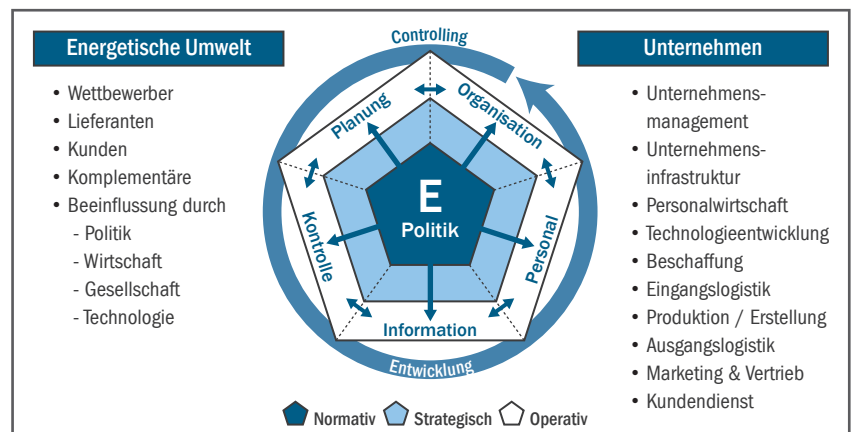 Energetische Umwelt
• Wettbewerber
• Lieferanten
• Kunden
• Komplementäre
• Beeinflussung durch
- Politik
- Wirtschaft
- Gesellschaft
- Technologie
Controlling
Planung
Organisation
E
Politik
Kontrolle
Personal
Information
Entwicklung
Normativ
Strategisch
Operativ
Unternehmen
• Unternehmens-
management
• Unternehmens-
infrastruktur
• Personalwirtschaft
• Technologieentwicklung
• Beschaffung
• Eingangslogistik
• Produktion / Erstellung
• Ausgangslogistik
• Marketing & Vertrieb
• Kundendienst